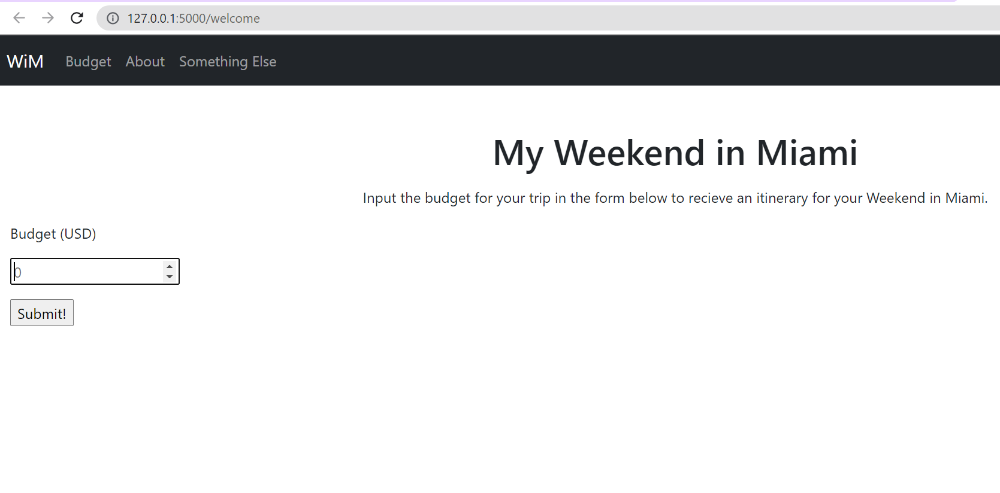 127.0.0.1:5000/welcome
WiM Budget About Something Else
My Weekend in Miami
Input the budget for your trip in the form below to recieve an itinerary for your Weekend in Miami.
Budget (USD)
0
Submit!